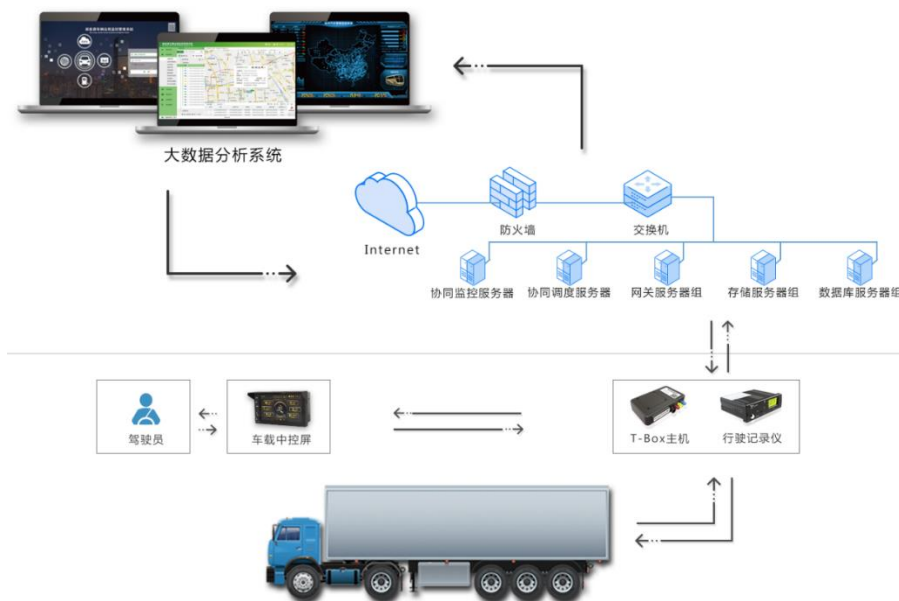 大数据分析系统
Internet
防火墙
交换机
协同监控服务器
协同调度服务器
网关服务器组
存储服务器组
数据库服务器组
驾驶员
车载中控屏
T-Box主机
行驶记录仪